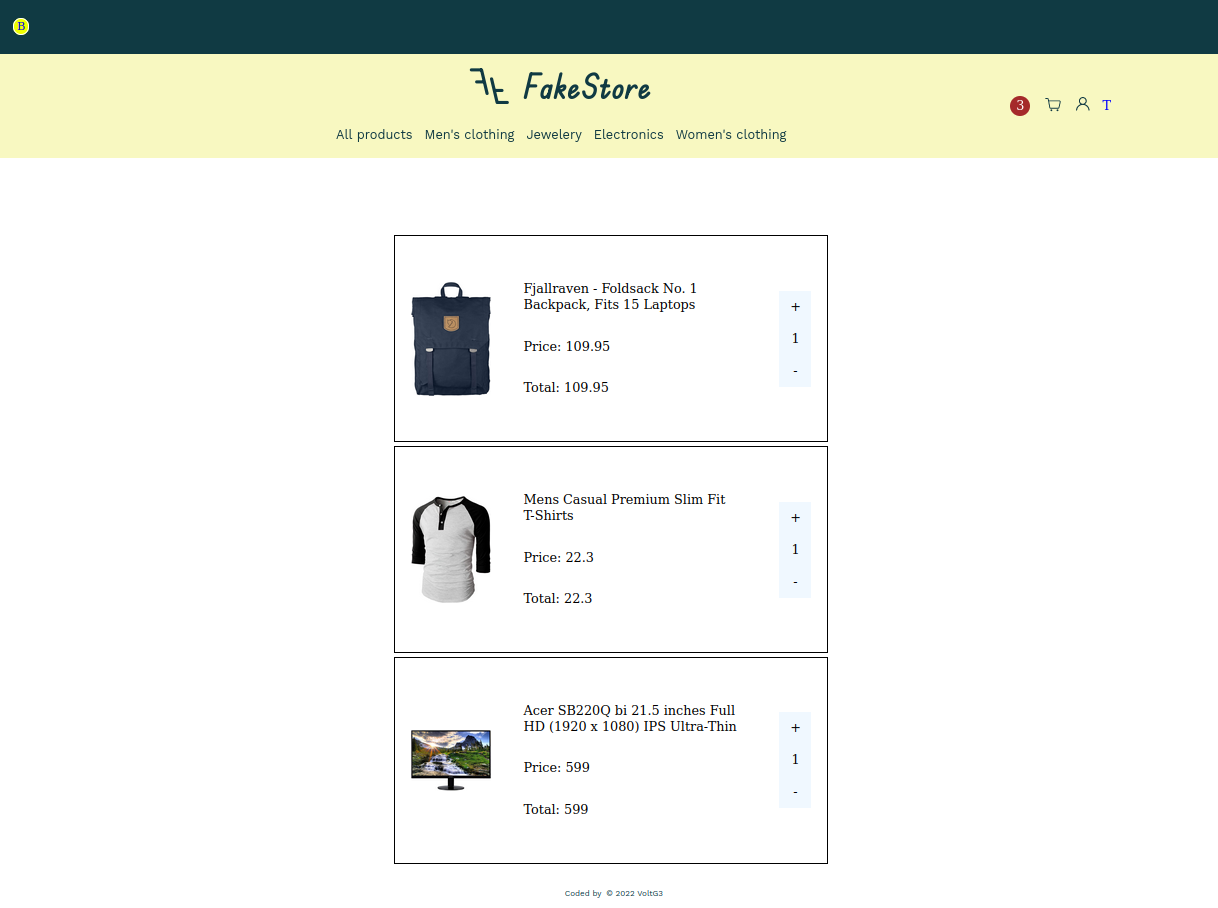 B
FakeStore
3
T
All products Men's clothing Jewelery Electronics Women's clothing
Fjallraven - Foldsack No. 1
Backpack, Fits 15 Laptops
Price: 109.95
Total: 109.95
+
1
-
Mens Casual Premium Slim Fit
T-Shirts
Price: 22.3
Total: 22.3
+
1
-
Acer SB220Q bi 21.5 inches Full
HD (1920 x 1080) IPS Ultra-Thin
Price: 599
Total: 599
+
1
-
Coded by © 2022 VoltG3